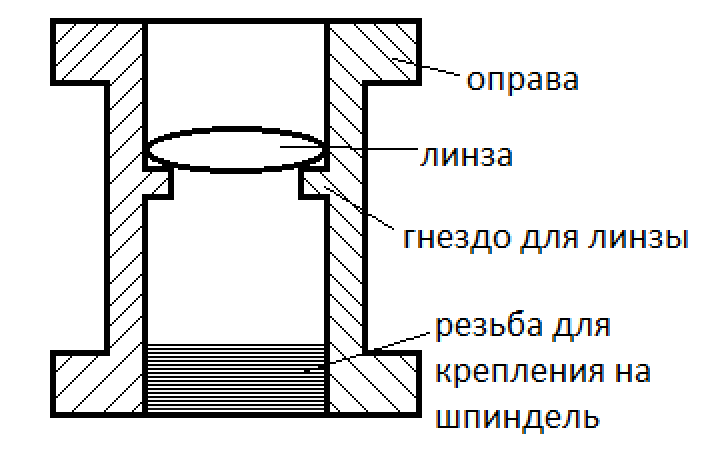 оправа
линза
гнездо для линзы
резьба для
крепления на
шпиндель